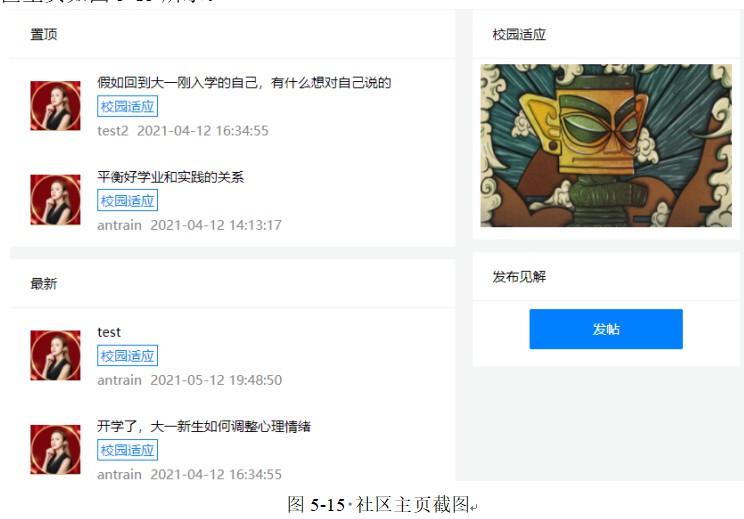 置顶
假如回到大一刚入学的自己，有什么想对自己说的
校园适应
test2 2021-04-12 16:34:55
平衡好学业和实践的关系
校园适应
antrain 2021-04-12 14:13:17
最新
test
校园适应
antrain 2021-05-12 19:48:50
开学了，大一新生如何调整心理情绪
校园适应
antrain 2021-04-12 16:34:55
校园适应
发布见解
发帖
图 5-15·社区主页截图